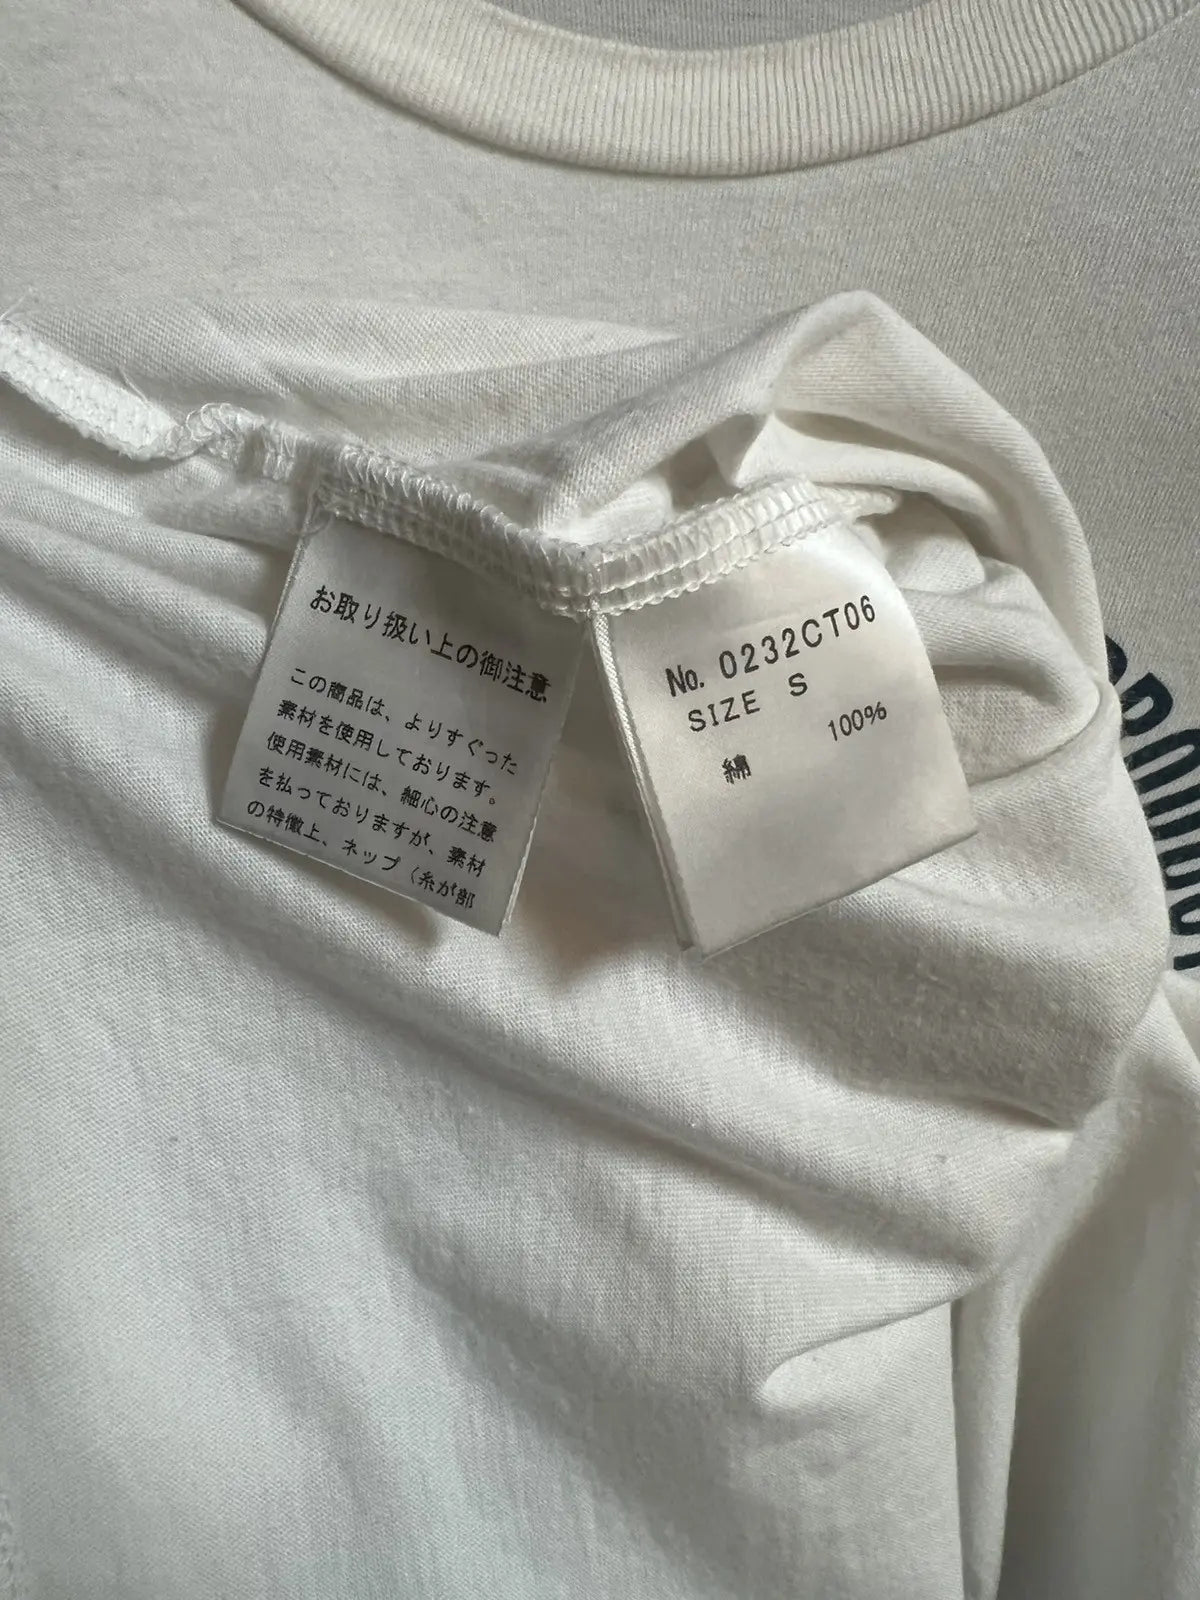 お取り扱い上の御注意
この商品は、よりすぐった
素材を使用しております。
使用素材には、細心の注意
を払っておりますが、素材
の特徴上、ネップ（糸が部
No. 0232CT06
SIZE S
綿 100%